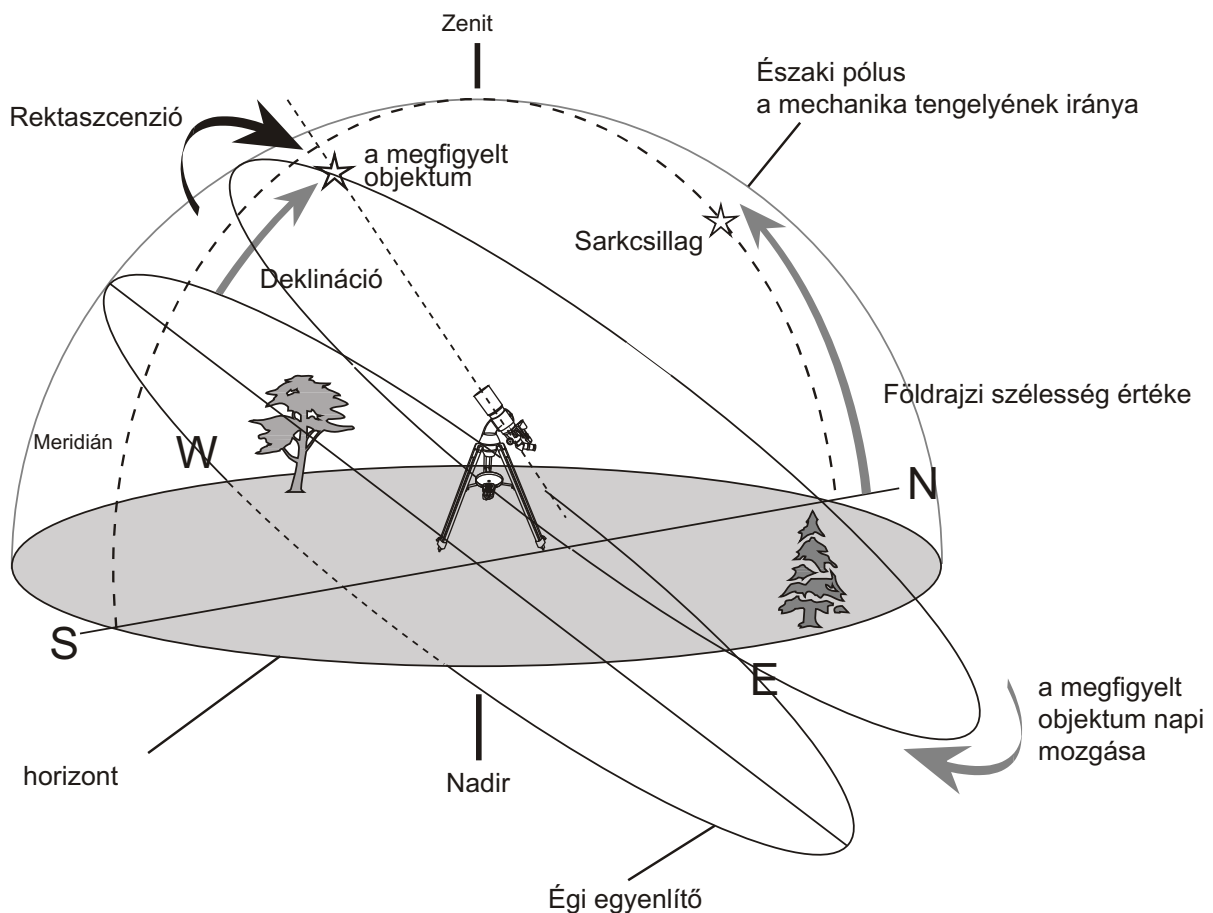 Zenit
Északi pólus
a mechanika tengelyének iránya
Rektaszcenzió
a megfigyelt
objektum
Sarkcsillag
Deklináció
Földrajzi szélesség értéke
Meridián
W
N
S
E
a megfigyelt
objektum napi
mozgása
horizont
Nadir
Égi egyenlítő